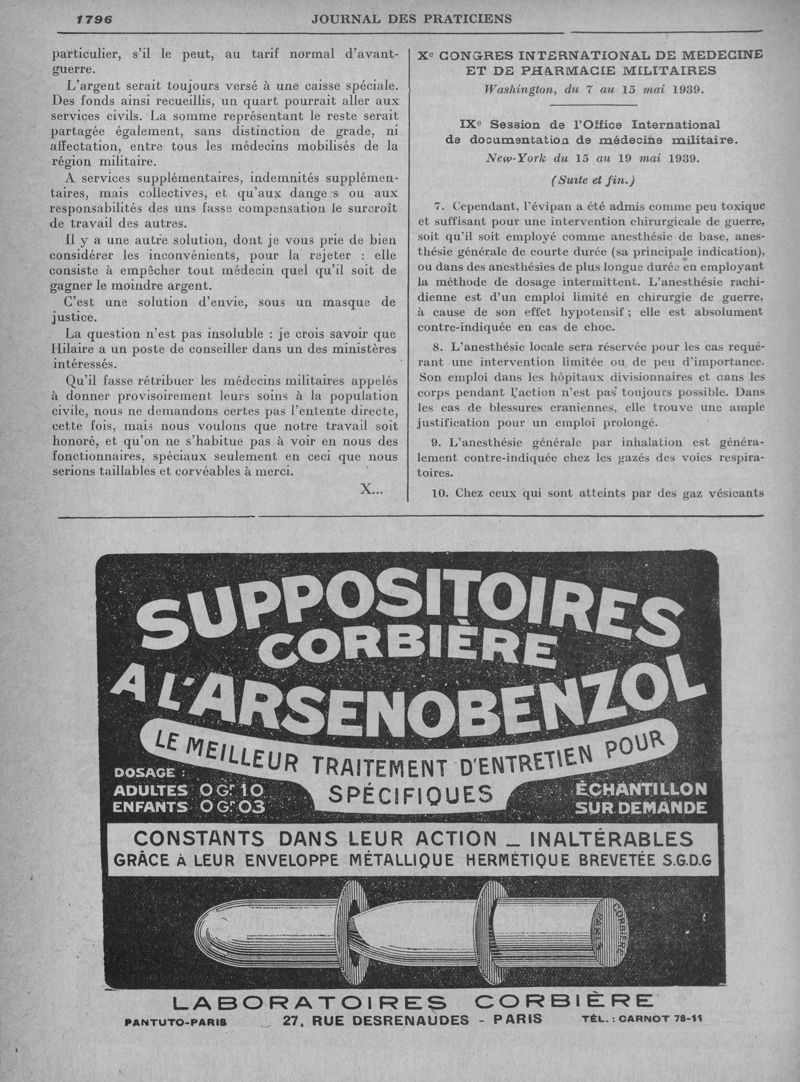 1796
JOURNAL DES PRATICIENS
particulier, s'il le peut, au tarif normal d'avant-
guerre.
L'argent serait toujours versé à une caisse spéciale.
Des fonds ainsi recueillis, un quart pourrait aller aux
services civils. La somme représentant le reste serait
partagée également, sans distinction de grade, ni
affectation, entre tous les médecins mobilisés de la
région militaire.
A services supplémentaires, indemnités supplémen-
taires, mais collectives, et qu'aux dangers ou aux
responsabilités des uns fasse compensation le surcroît
de travail des autres.
Il y a une autre solution, dont je vous prie de bien
considérer les inconvénients, pour la rejeter : elle
consiste à empêcher tout médecin quel qu'il soit de
gagner le moindre argent.
C'est une solution d'envie, sous un masque de
justice.
La question n'est pas insoluble : je crois savoir que
Hilaire a un poste de conseiller dans un des ministères
intéressés.
Qu'il fasse rétribuer les médecins militaires appelés
à donner provisoirement leurs soins à la population
civile, nous ne demandons certes pas l'entente directe,
cette fois, mais nous voulons que notre travail soit
honoré, et qu'on ne s'habitue pas à voir en nous des
fonctionnaires, spéciaux seulement en ceci que nous
serions taillables et corvéables à merci.
X...
Xe CONGRES INTERNATIONAL DE MEDECINE
ET DE PHARMACIE MILITAIRES
Washington, du 7 au 15 mai 1939.
IXe Session de l'Office International
de documentation de médecine militaire.
New-York du 15 au 19 mai 1939.
(Suite et fin.)
7. Cependant, l'évipan a été admis comme peu toxique
et suffisant pour une intervention chirurgicale de guerre,
soit qu'il soit employé comme anesthésie de base, anes-
thésie générale de courte durée (sa principale indication),
ou dans des anesthésies de plus longue durée en employant
la méthode de dosage intermittent. L'anesthésie rachi-
dienne est d'un emploi limité en chirurgie de guerre,
à cause de son effet hypotensif ; elle est absolument
contre-indiquée en cas de choc.
8. L'anesthésie locale sera réservée pour les cas requé-
rant une intervention limitée ou de peu d'importance.
Son emploi dans les hôpitaux divisionnaires et dans les
corps pendant l'action n'est pas toujours possible. Dans
les cas de blessures craniennes, elle trouve une ample
justification pour un emploi prolongé.
9. L'anesthésie générale par inhalation est généra-
lement contre-indiquée chez les gazés des voies respira-
toires.
10. Chez ceux qui sont atteints par des gaz vésicants
SUPPOSITOIRES
CORBIÈRE
A L'ARSENOBENZOL
LE MEILLEUR TRAITEMENT D'ENTRETIEN POUR
SPÉCIFIQUES
DOSAGE :
ADULTES 0 Gr 10
ENFANTS 0 Gr 03
ÉCHANTILLON
SUR DEMANDE
CONSTANTS DANS LEUR ACTION _ INALTÉRABLES
GRÂCE À LEUR ENVELOPPE MÉTALLIQUE HERMÉTIQUE BREVETÉE S.G.D.G
CORBIÈRE
PARIS
LABORATOIRES CORBIÈRE
PANTUTO-PARIS _ 27, RUE DESRENAUDES - PARIS TÉL. : CARNOT 78-11